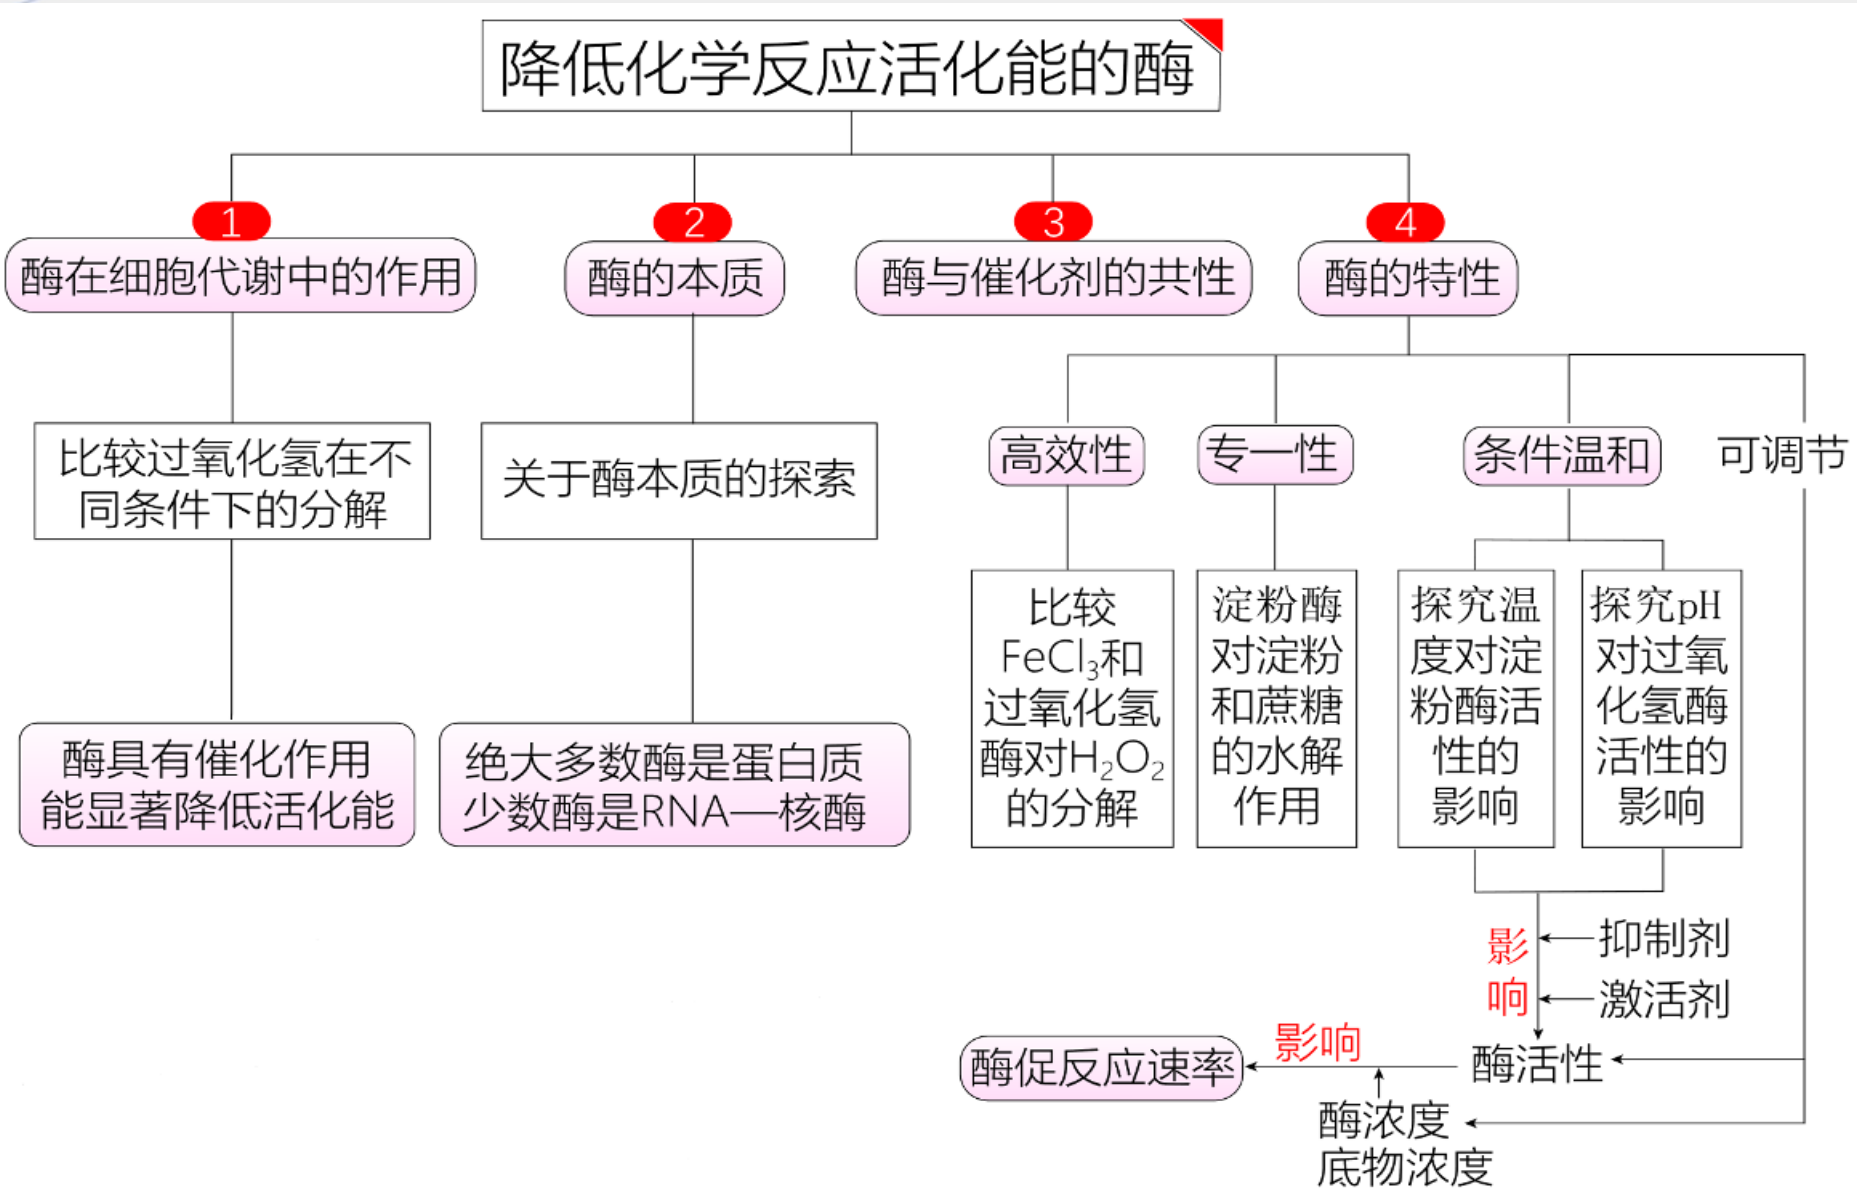 降低化学反应活化能的酶
1
2
3
4
酶在细胞代谢中的作用
酶的本质
酶与催化剂的共性
酶的特性
比较过氧化氢在不
同条件下的分解
关于酶本质的探索
高效性
专一性
条件温和
可调节
比较
FeCl₃和
过氧化氢
酶对H₂O₂
的分解
淀粉酶
对淀粉
和蔗糖
的水解
作用
探究温
度对淀
粉酶活
性的
影响
探究pH
对过氧
化氢酶
活性的
影响
酶具有催化作用
能显著降低活化能
绝大多数酶是蛋白质
少数酶是RNA—核酶
影
响
抑制剂
激活剂
酶促反应速率
影响
酶活性
酶浓度
底物浓度